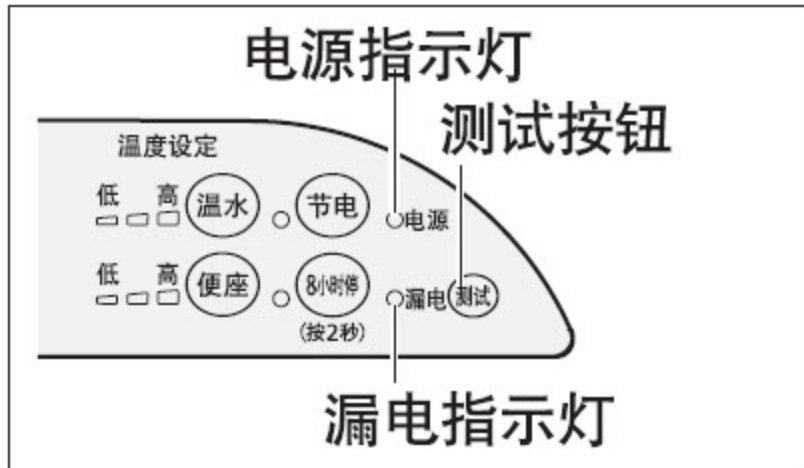 电源指示灯
测试按钮
温度设定
低 高 温水 节电 电源
低 高 便座 8小时停 漏电 测试
(按2秒)
漏电指示灯